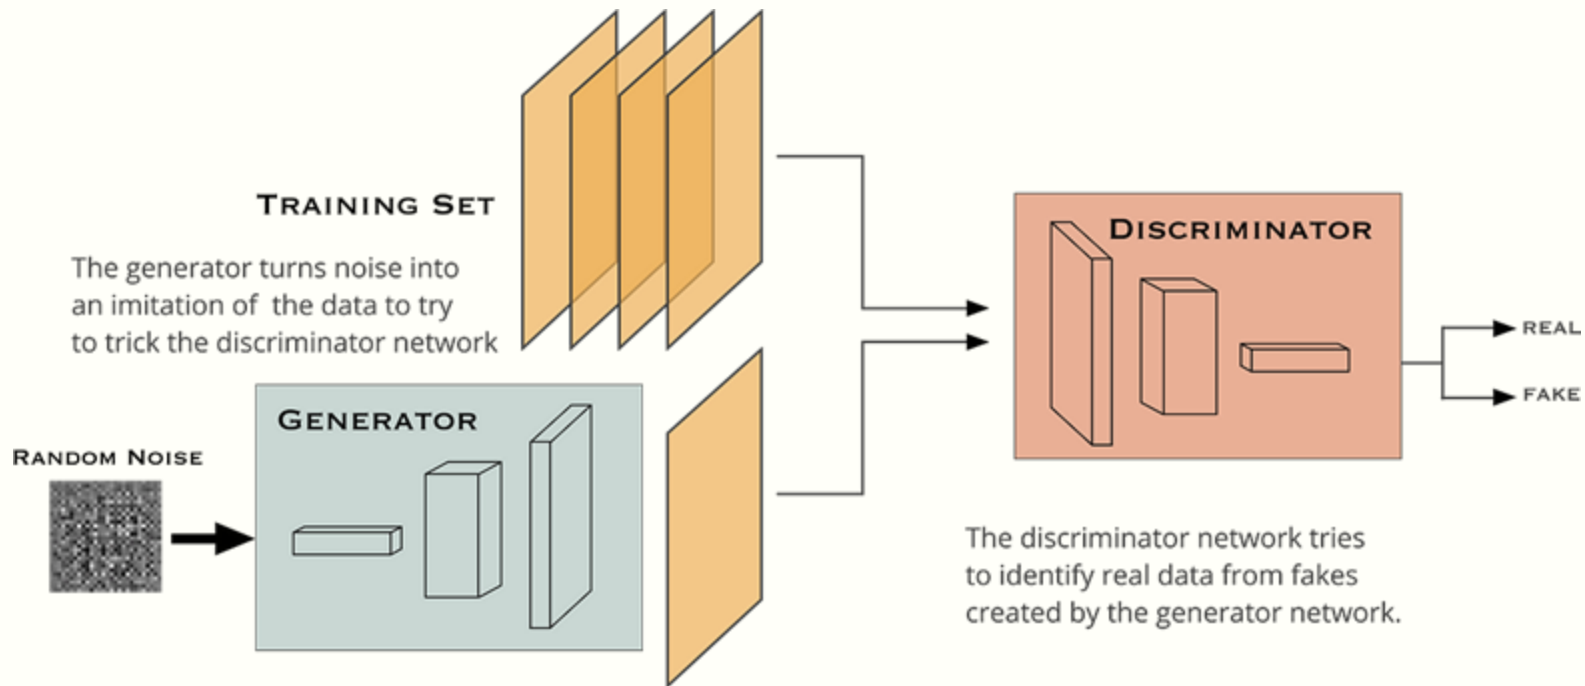 TRAINING SET
The generator turns noise into
an imitation of the data to try
to trick the discriminator network
GENERATOR
RANDOM NOISE
DISCRIMINATOR
REAL
FAKE
The discriminator network tries
to identify real data from fakes
created by the generator network.